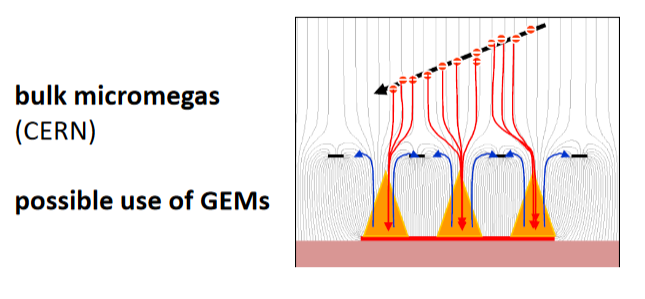 bulk micromegas
(CERN)
possible use of GEMs